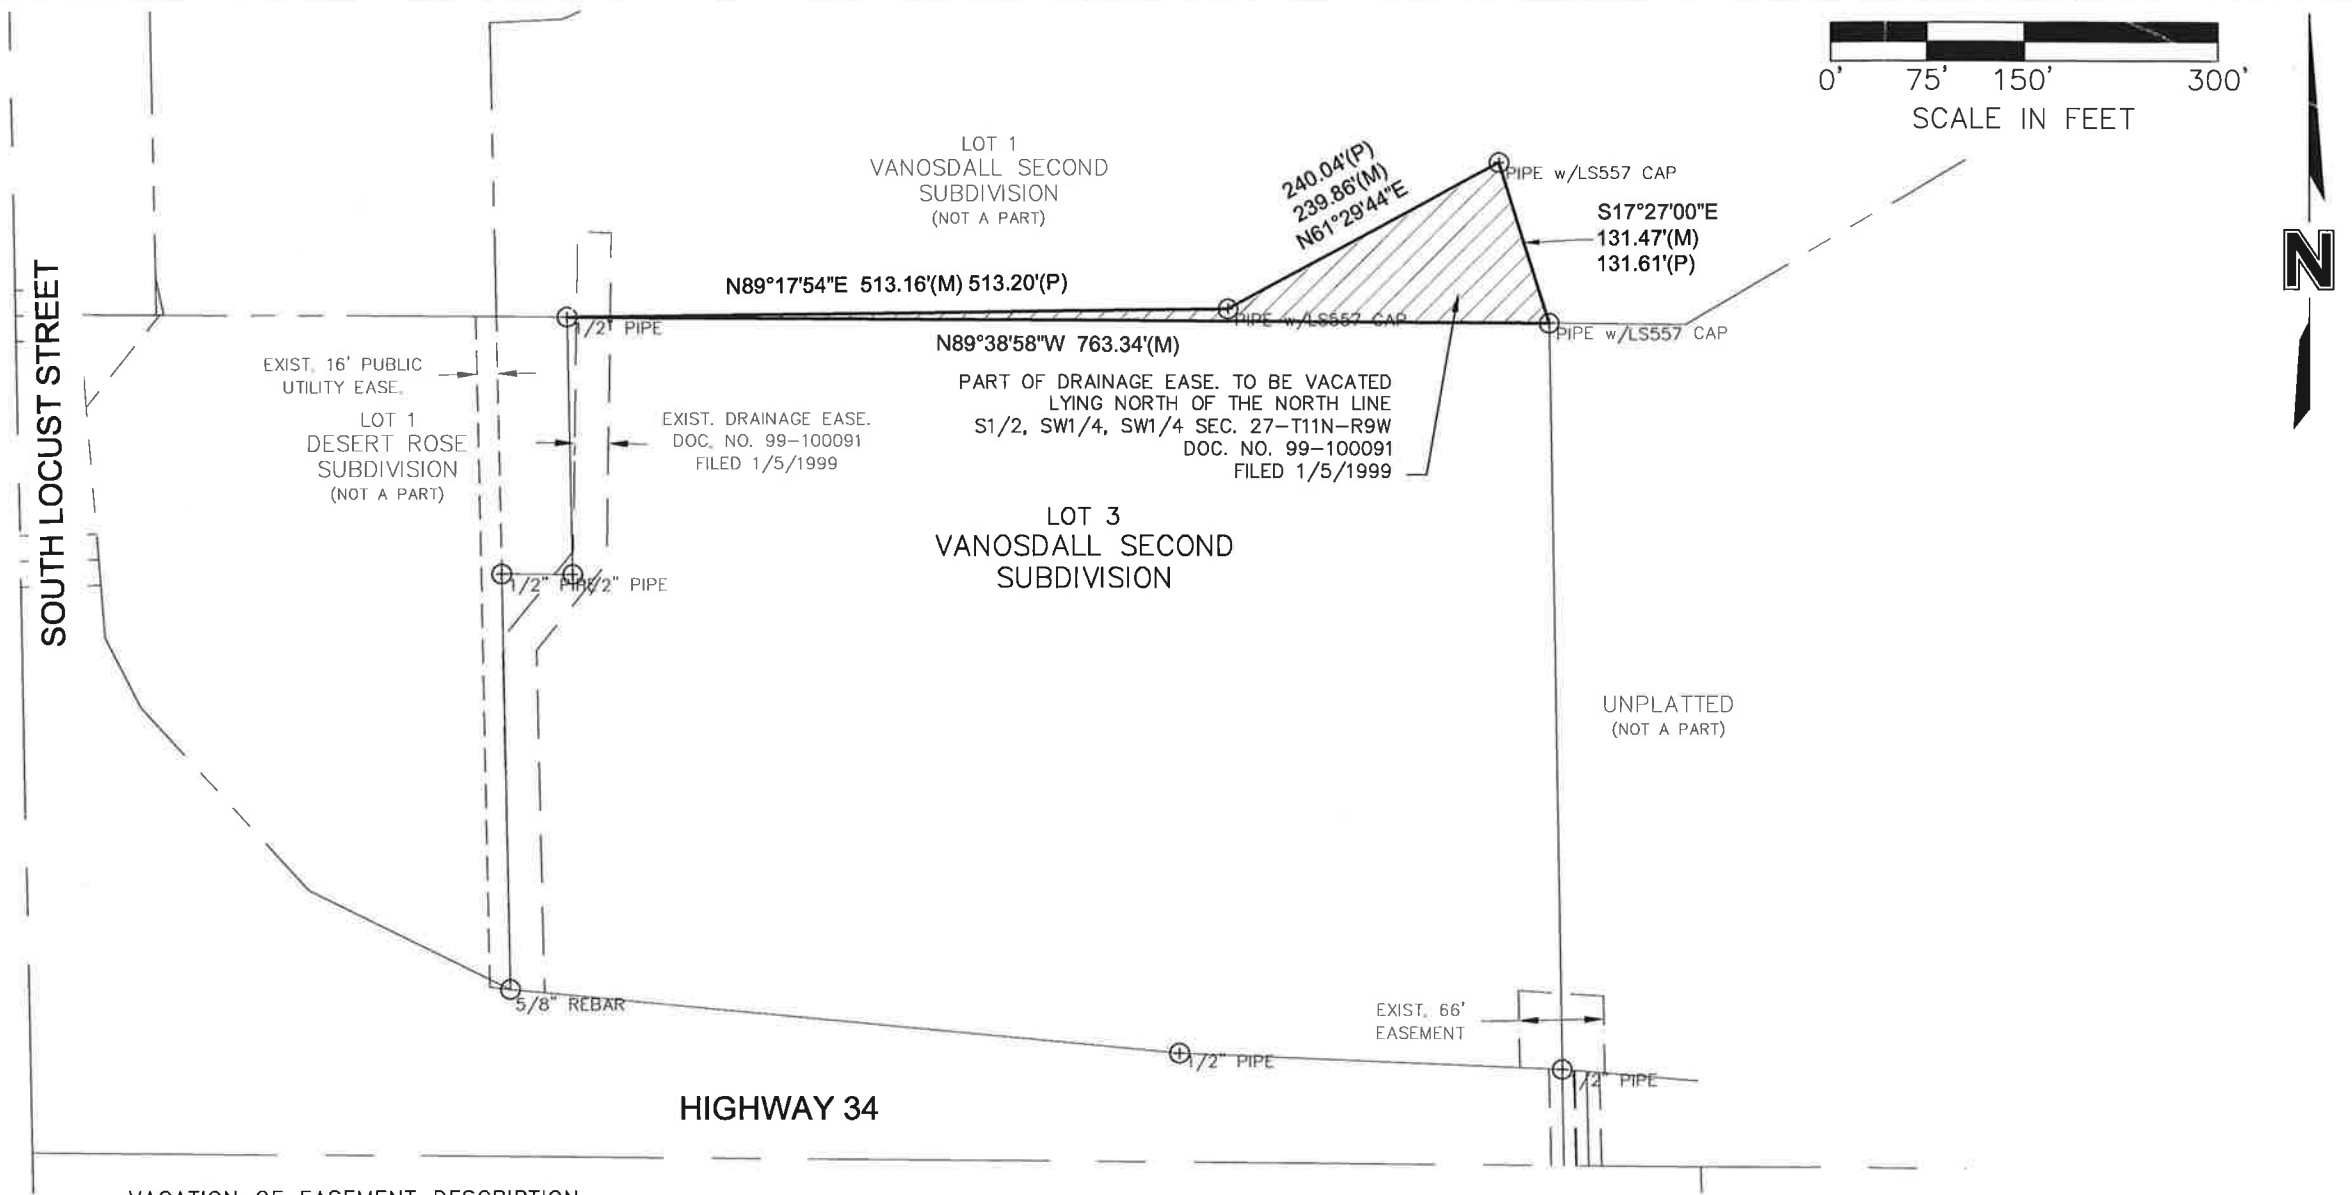 0' 75' 150' 300'
SCALE IN FEET
N
LOT 1
VANOSDALL SECOND
SUBDIVISION
(NOT A PART)
240.04'(P)
239.86'(M)
N61°29'44"E
PIPE w/LS557 CAP
S17°27'00"E
131.47'(M)
131.61'(P)
N89°17'54"E 513.16'(M) 513.20'(P)
1/2" PIPE
PIPE w/LS557 CAP
PIPE w/LS557 CAP
N89°38'58"W 763.34'(M)
SOUTH LOCUST STREET
EXIST. 16' PUBLIC
UTILITY EASE.
LOT 1
DESERT ROSE
SUBDIVISION
(NOT A PART)
EXIST. DRAINAGE EASE.
DOC. NO. 99-100091
FILED 1/5/1999
PART OF DRAINAGE EASE. TO BE VACATED
LYING NORTH OF THE NORTH LINE
S1/2, SW1/4, SW1/4 SEC. 27-T11N-R9W
DOC. NO. 99-100091
FILED 1/5/1999
LOT 3
VANOSDALL SECOND
SUBDIVISION
1/2" PIPE
1/2" PIPE
UNPLATTED
(NOT A PART)
5/8" REBAR
EXIST. 66'
EASEMENT
1/2" PIPE
1/2" PIPE
HIGHWAY 34
VACATION OF EASEMENT DESCRIPTION